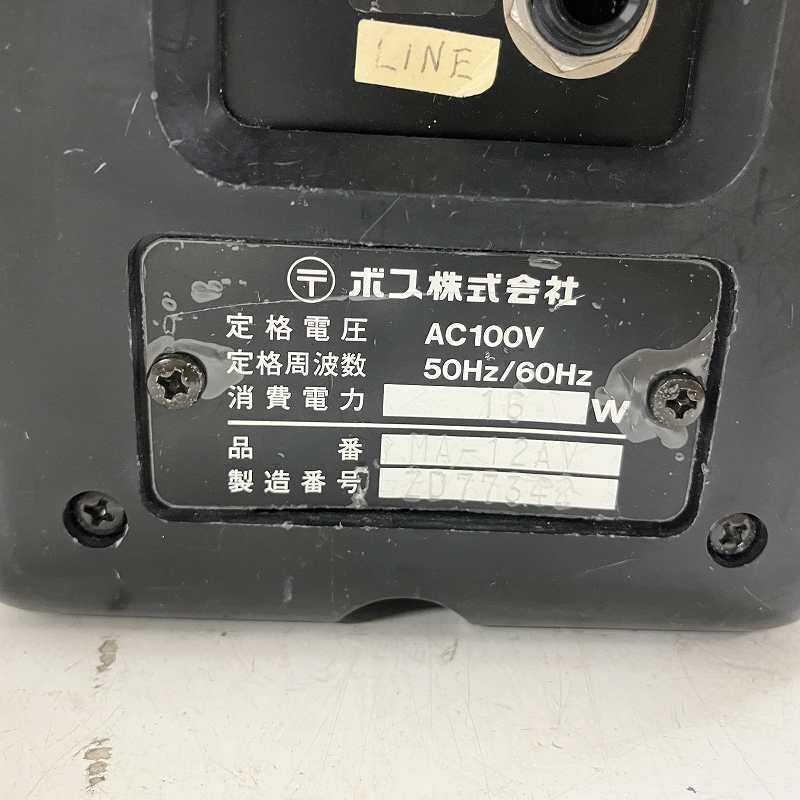 LINE
〒 ボス株式会社
定格電圧 AC100V
定格周波数 50Hz/60Hz
消費電力 16 W
品番 MA-12AV
製造番号 ZD77342